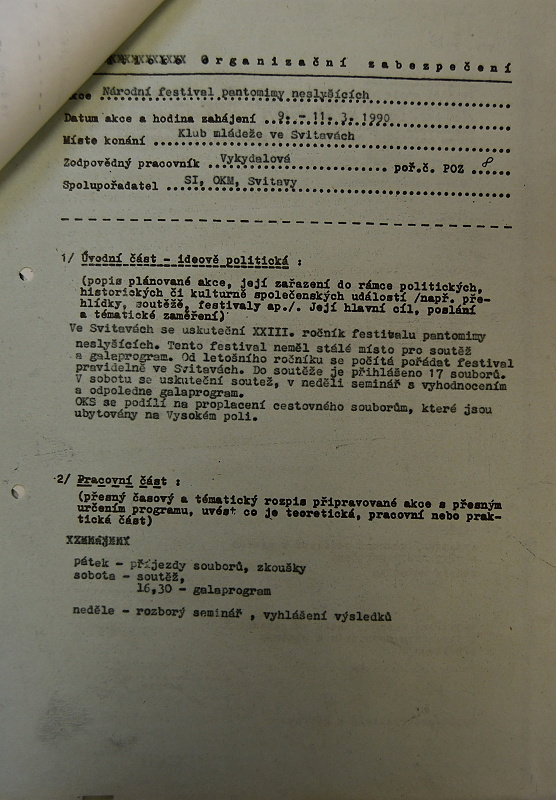 Organizační zabezpečení
Národní festival pantomimy neslyšících
Datum akce a hodina zahájení ..9. - 11. 3. 1990
Místo konání .. Klub mládeže ve Svitavách
Zodpovědný pracovník .. Vykydalová poř.č. POZ 8
Spolupořadatel .. SI, OKM, Svitavy
1/ Úvodní část - ideově politická :
(popis plánované akce, její zařazení do rámce politických,
historických či kulturně společenských událostí /např. pře-
hlídky, soutěžě, festivaly ap./. Její hlavní cíl, poslání
a tématické zaměření)
Ve Svitavách se uskuteční XXIII. ročník festivalu pantomimy
neslyšících. Tento festival neměl stálé místo pro soutěž
a galaprogram. Od letošního ročníku se počítá pořádat festival
pravidelně ve Svitavách. Do soutěže je přihlášeno 17 souborů.
V sobotu se uskuteční soutež, v neděli seminář s vyhodnocením
a odpoledne galaprogram.
OKS se podílí na proplacení cestovného souborům, které jsou
ubytovány na Vysokém poli.
2/ Pracovní část :
(přesný časový a tématický rozpis připravované akce s přesným
určením programu, uvést co je teoretická, pracovní nebo prak-
tická část)
pátek - příjezdy souborů, zkoušky
sobota - soutěž,
16,30 - galaprogram
neděle - rozborý seminář , vyhlášení výsledků